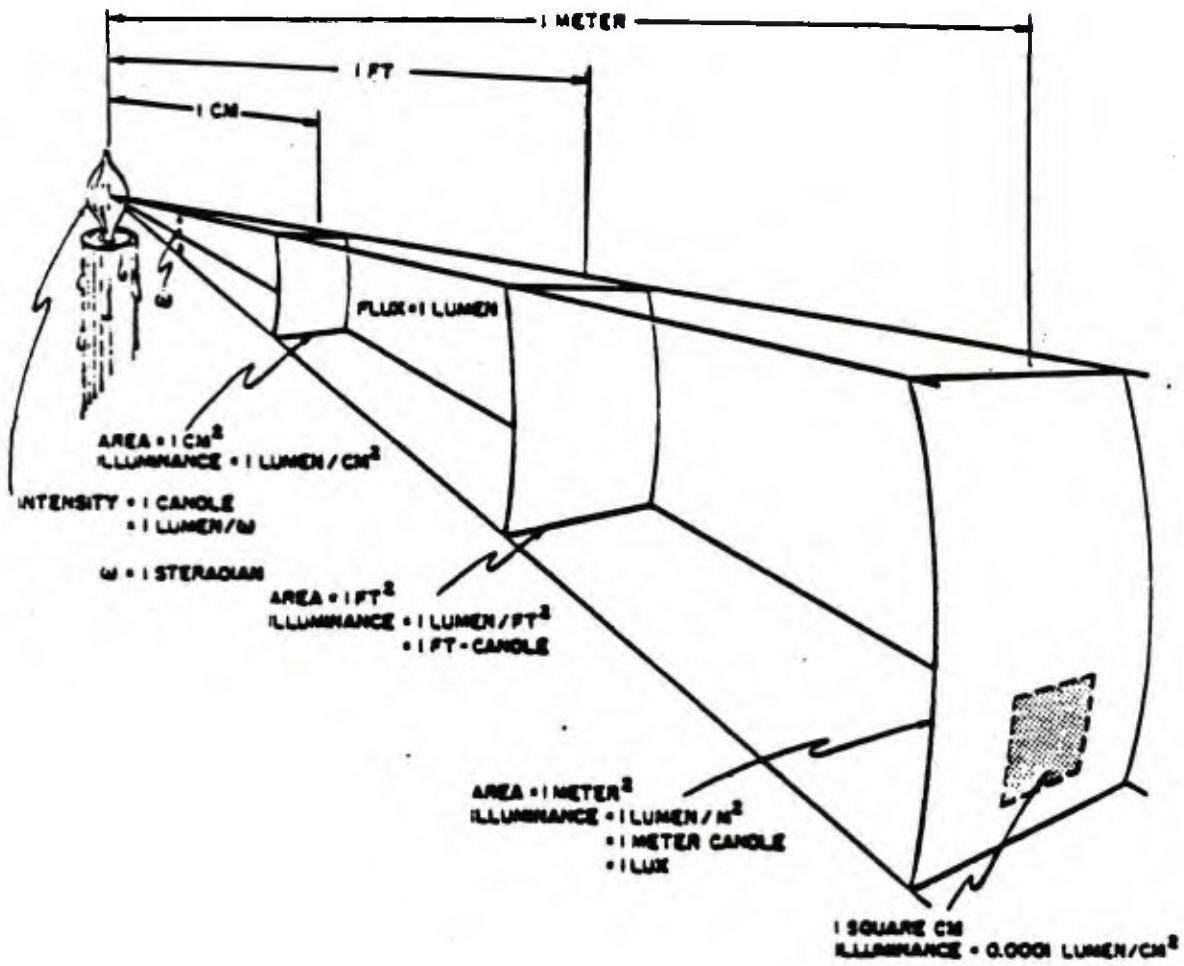 1 METER
1 FT
1 CM
ω
FLUX = 1 LUMEN
AREA = 1 CM²
ILLUMINANCE = 1 LUMEN/CM²
INTENSITY = 1 CANDLE
= 1 LUMEN/ω
ω = 1 STERADIAN
AREA = 1 FT²
ILLUMINANCE = 1 LUMEN/FT²
= 1 FT-CANDLE
AREA = 1 METER²
ILLUMINANCE = 1 LUMEN/M²
= 1 METER CANDLE
= 1 LUX
1 SQUARE CM
ILLUMINANCE = 0.0001 LUMEN/CM²